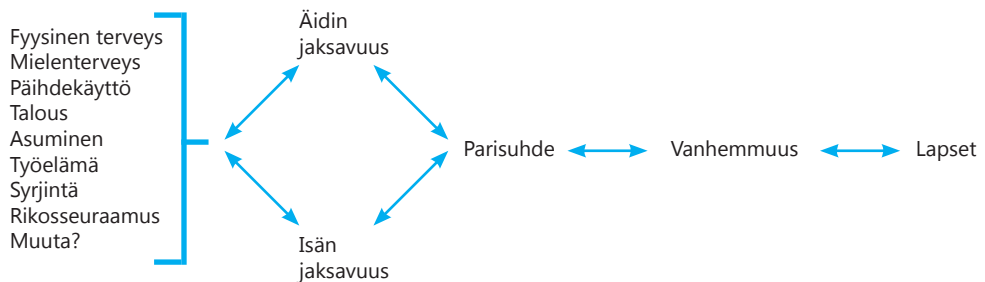 Fyysinen terveys
Mielenterveys
Päihdekäyttö
Talous
Asuminen
Työelämä
Syrjintä
Rikosseuraamus
Muuta?
Äidin
jaksavuus
Isän
jaksavuus
Parisuhde
Vanhemmuus
Lapset